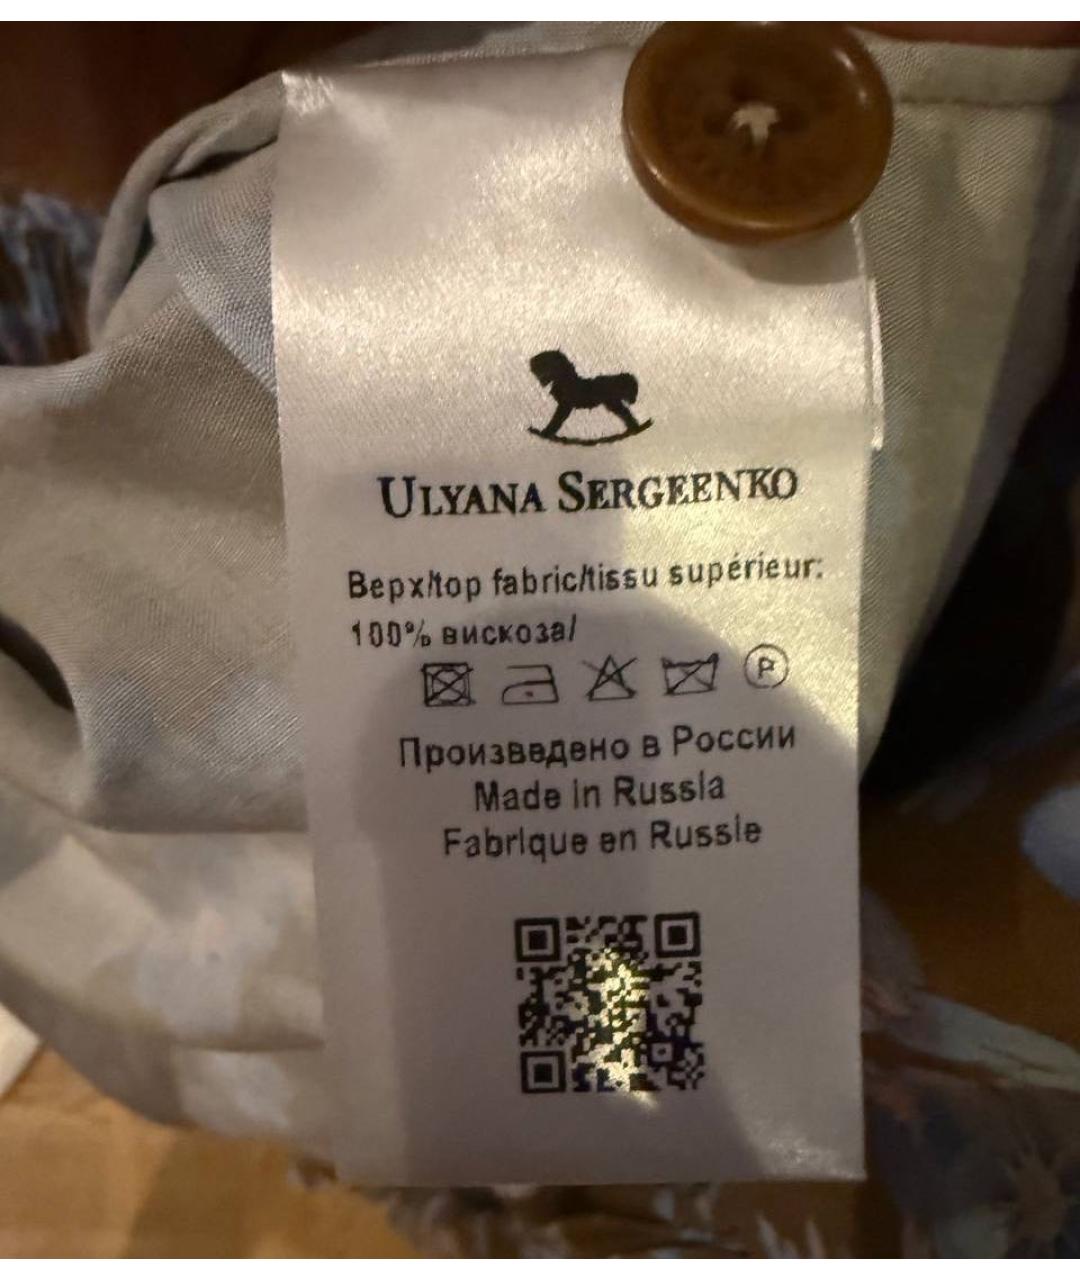 ULYANA SERGEENKO
Верх/top fabric/tissu supérieur:
100% вискоза/
P
Произведено в России
Made in Russia
Fabrique en Russie